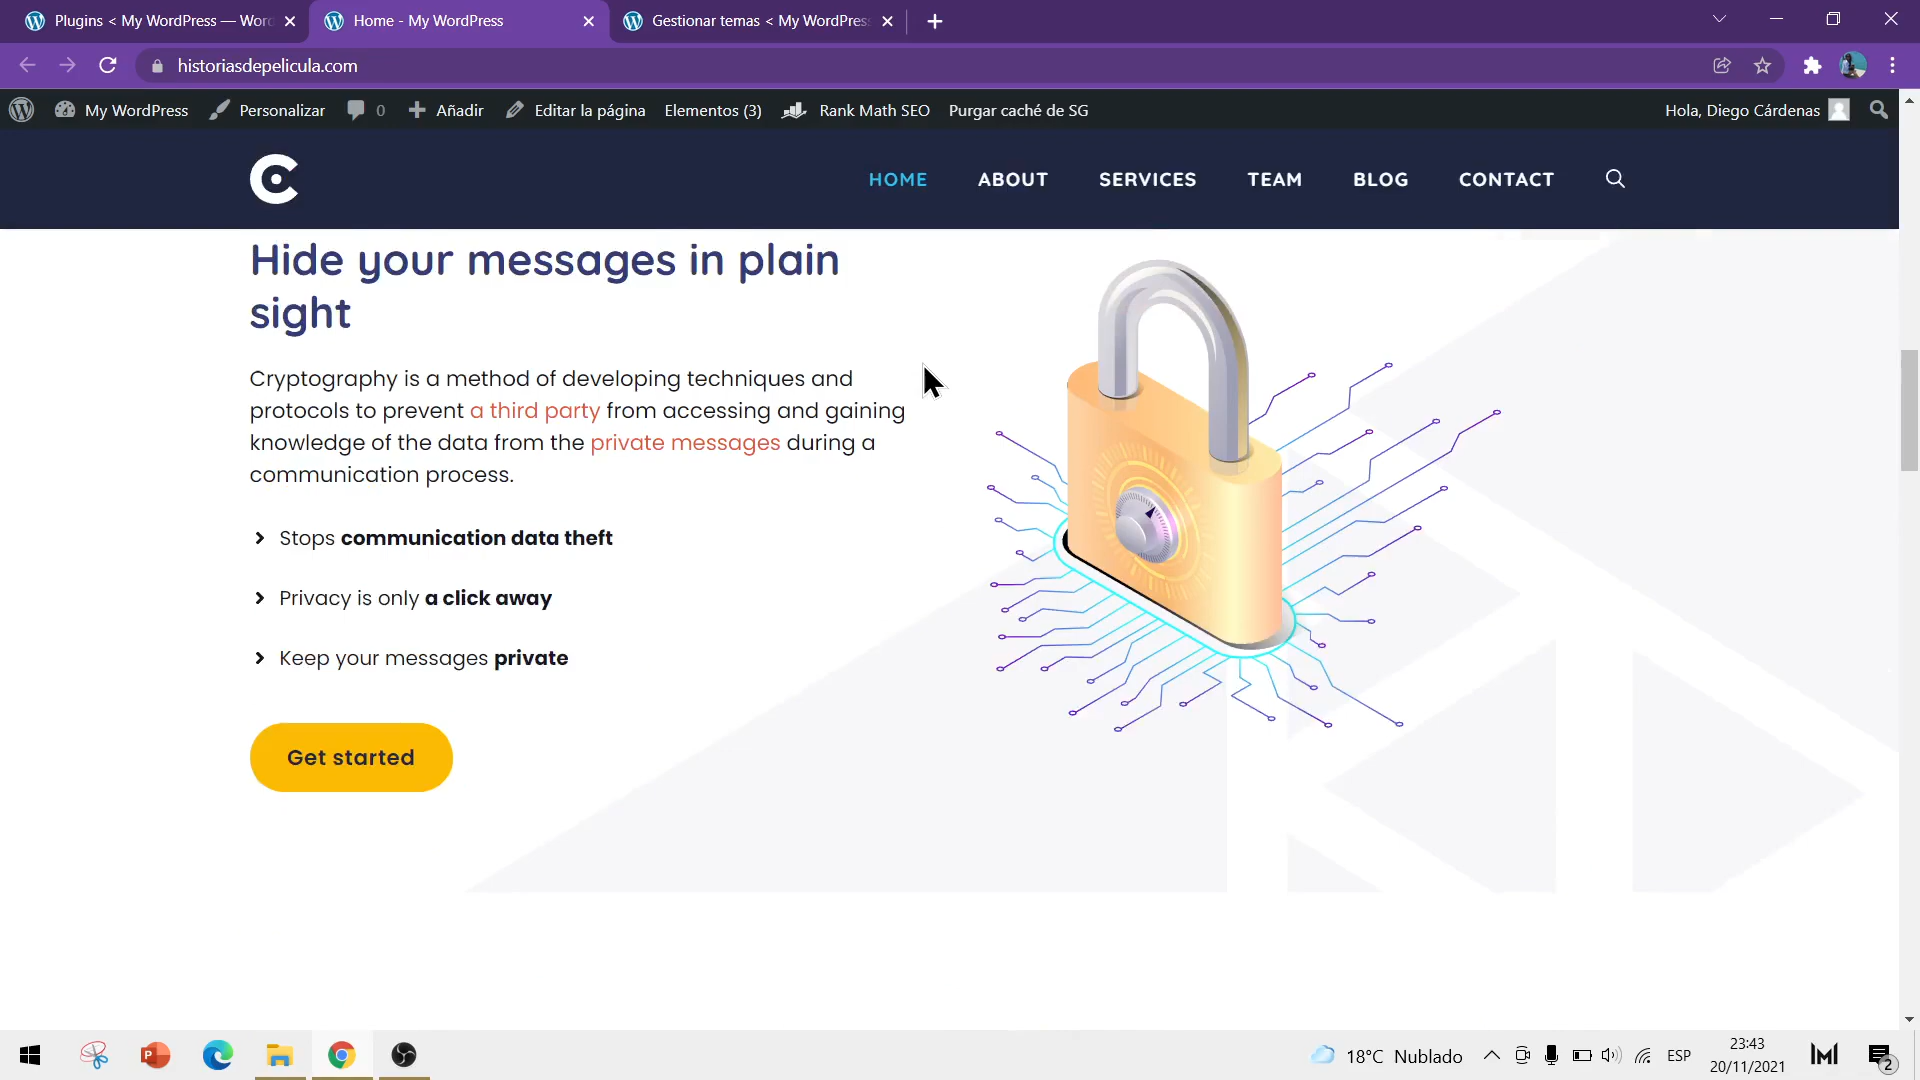 Plugins < My WordPress — Word
Home - My WordPress
Gestionar temas < My WordPress
historiasdepelicula.com
My WordPress
Personalizar
0
Añadir
Editar la página
Elementos (3)
Rank Math SEO
Purgar caché de SG
Hola, Diego Cárdenas
HOME
ABOUT
SERVICES
TEAM
BLOG
CONTACT
Hide your messages in plain
sight
Cryptography is a method of developing techniques and
protocols to prevent a third party from accessing and gaining
knowledge of the data from the private messages during a
communication process.
Stops communication data theft
Privacy is only a click away
Keep your messages private
Get started
18°C Nublado
ESP
23:43
20/11/2021
2